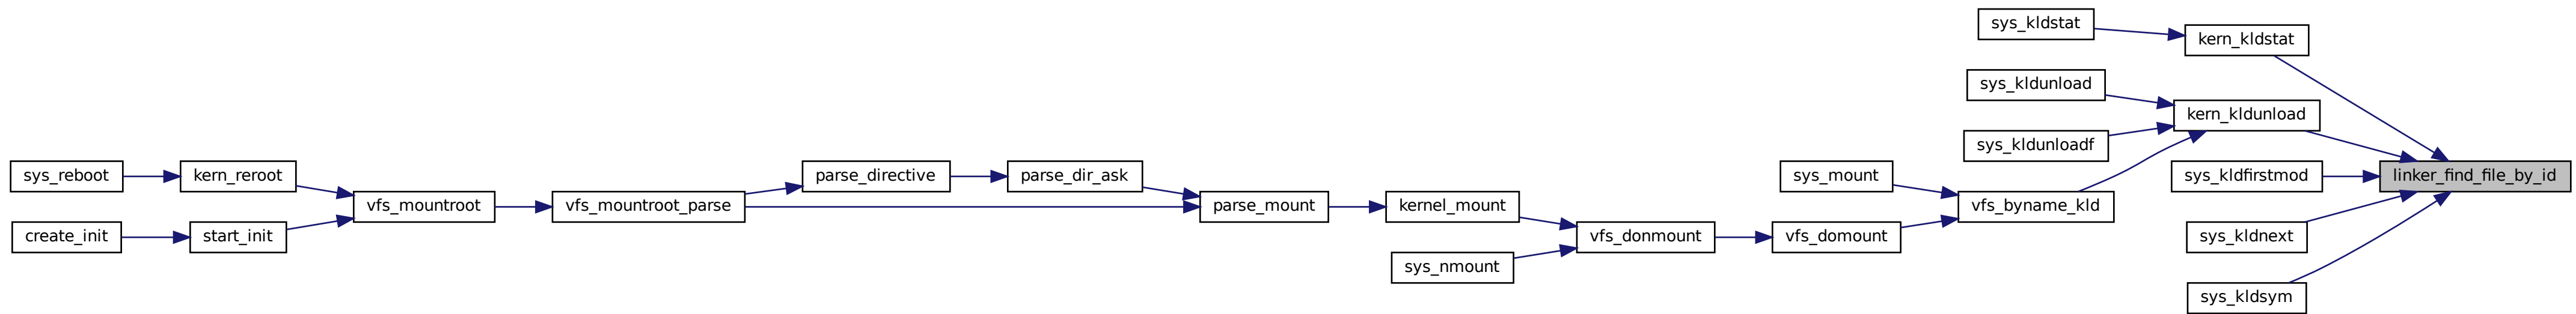 sys_kldstat
kern_kldstat
sys_kldunload
kern_kldunload
sys_kldunloadf
sys_reboot
kern_reroot
parse_directive
parse_dir_ask
sys_mount
sys_kldfirstmod
linker_find_file_by_id
vfs_mountroot
vfs_mountroot_parse
parse_mount
kernel_mount
vfs_byname_kld
create_init
start_init
vfs_donmount
vfs_domount
sys_kldnext
sys_nmount
sys_kldsym